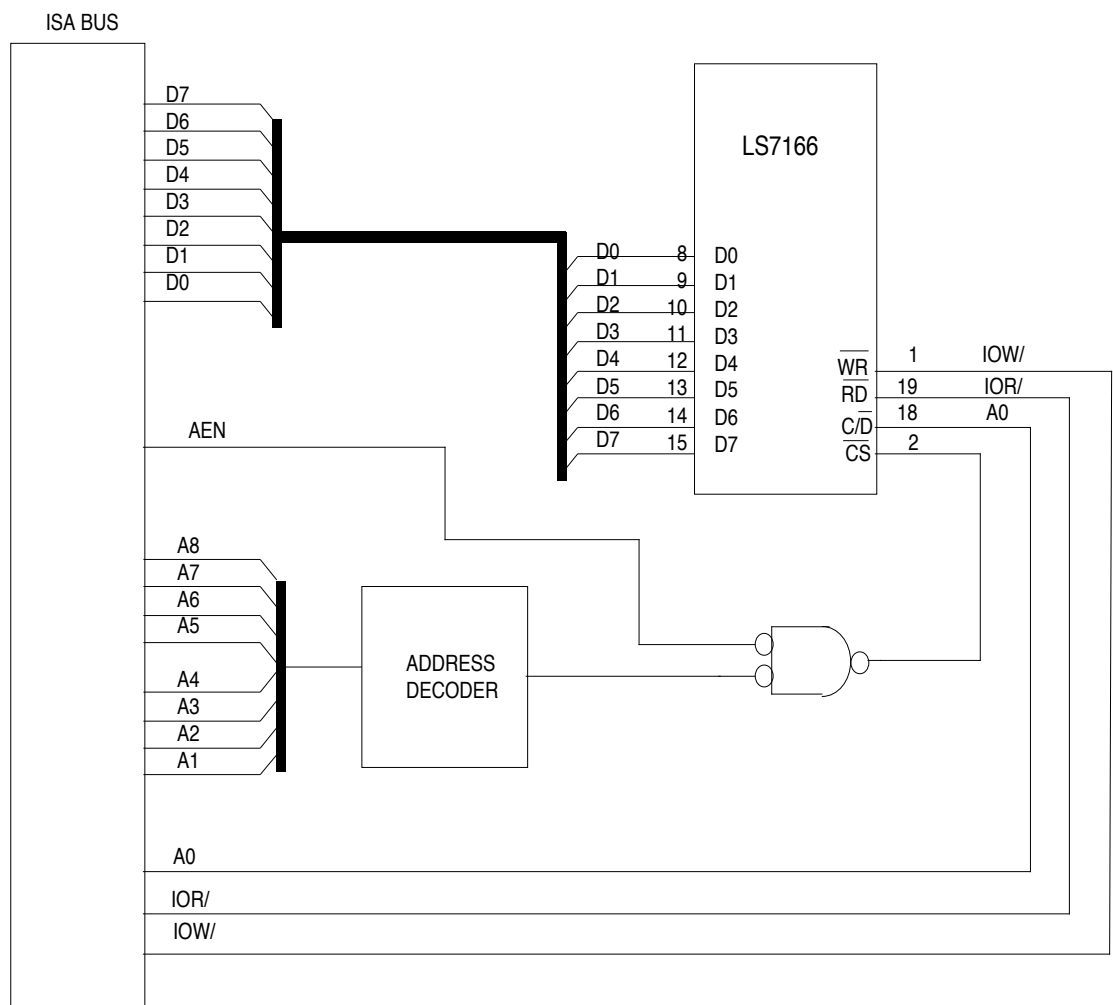 ISA BUS
D7
D6
D5
D4
D3
D2
D1
D0
LS7166
D0 8 D0
D1 9 D1
D2 10 D2
D3 11 D3
D4 12 D4
D5 13 D5
D6 14 D6
D7 15 D7
WR 1 IOW/
RD 19 IOR/
C/D 18 A0
CS 2
AEN
A8
A7
A6
A5
A4
A3
A2
A1
ADDRESS
DECODER
A0
IOR/
IOW/